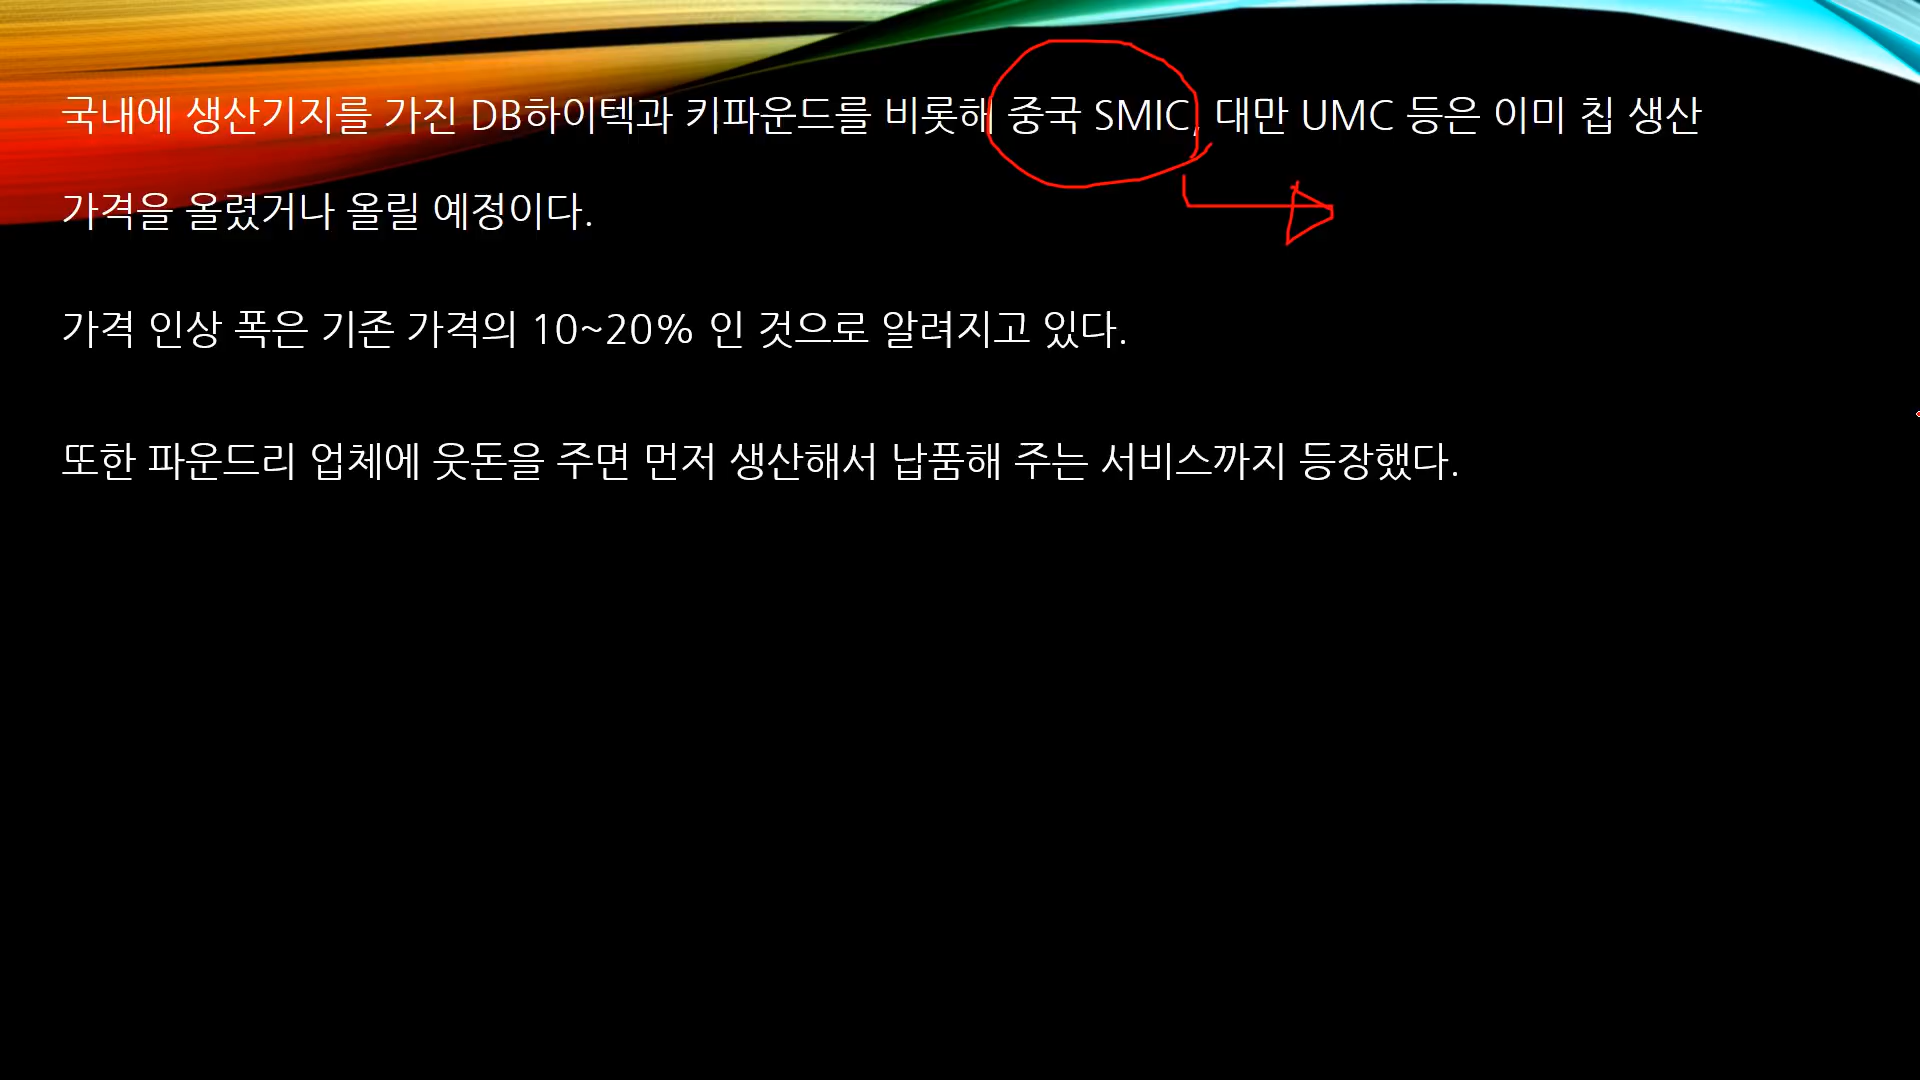 국내에 생산기지를 가진 DB하이텍과 키파운드를 비롯해 중국 SMIC, 대만 UMC 등은 이미 칩 생산
가격을 올렸거나 올릴 예정이다.
가격 인상 폭은 기존 가격의 10~20% 인 것으로 알려지고 있다.
또한 파운드리 업체에 웃돈을 주면 먼저 생산해서 납품해 주는 서비스까지 등장했다.